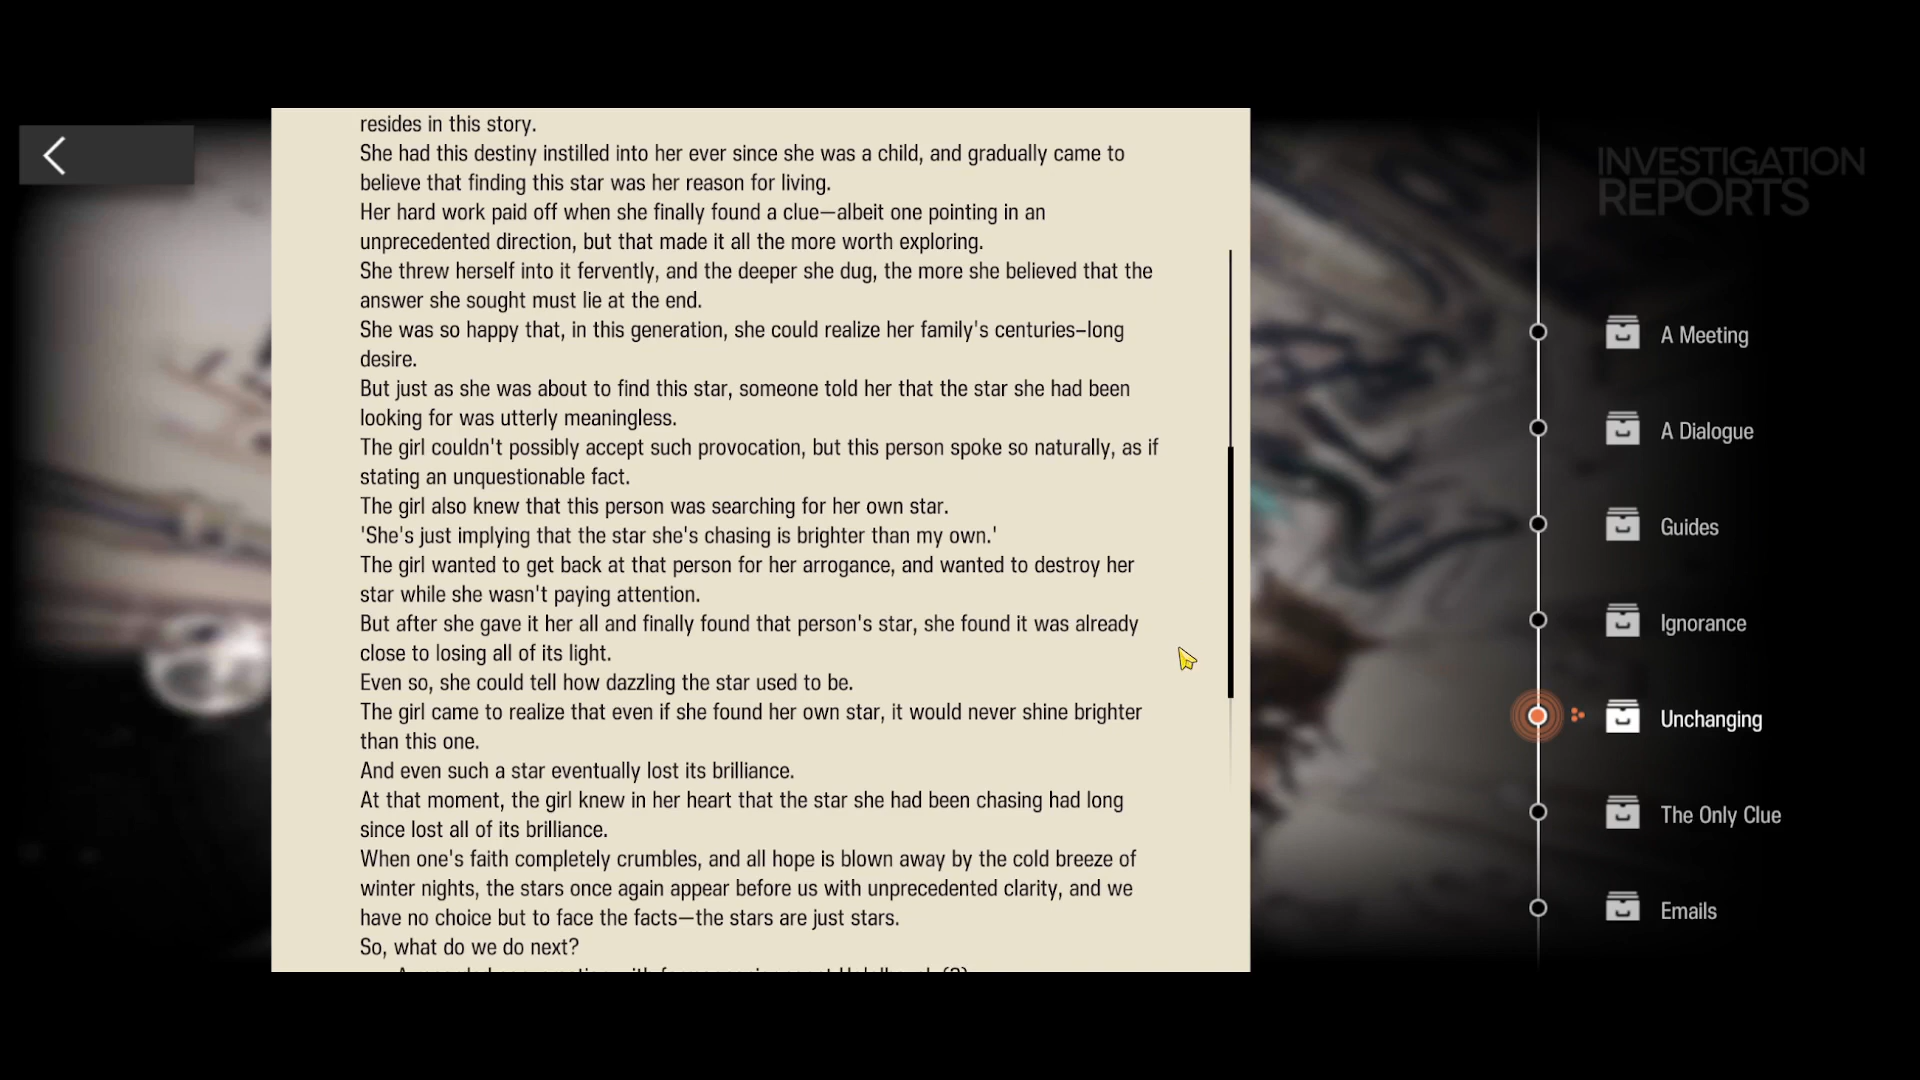 resides in this story.
She had this destiny instilled into her ever since she was a child, and gradually came to
believe that finding this star was her reason for living.
Her hard work paid off when she finally found a clue—albeit one pointing in an
unprecedented direction, but that made it all the more worth exploring.
She threw herself into it fervently, and the deeper she dug, the more she believed that the
answer she sought must lie at the end.
She was so happy that, in this generation, she could realize her family's centuries-long
desire.
But just as she was about to find this star, someone told her that the star she had been
looking for was utterly meaningless.
The girl couldn't possibly accept such provocation, but this person spoke so naturally, as if
stating an unquestionable fact.
The girl also knew that this person was searching for her own star.
'She's just implying that the star she's chasing is brighter than my own.'
The girl wanted to get back at that person for her arrogance, and wanted to destroy her
star while she wasn't paying attention.
But after she gave it her all and finally found that person's star, she found it was already
close to losing all of its light.
Even so, she could tell how dazzling the star used to be.
The girl came to realize that even if she found her own star, it would never shine brighter
than this one.
And even such a star eventually lost its brilliance.
At that moment, the girl knew in her heart that the star she had been chasing had long
since lost all of its brilliance.
When one's faith completely crumbles, and all hope is blown away by the cold breeze of
winter nights, the stars once again appear before us with unprecedented clarity, and we
have no choice but to face the facts—the stars are just stars.
So, what do we do next?
INVESTIGATION
REPORTS
A Meeting
A Dialogue
Guides
Ignorance
Unchanging
The Only Clue
Emails